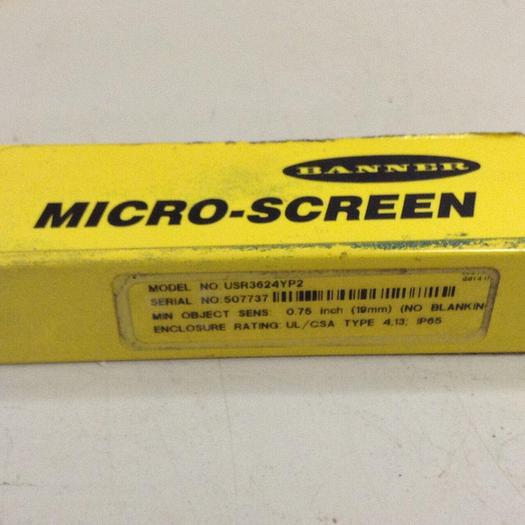 BANNER
MICRO-SCREEN
MODEL NO. USR3624YP2
SERIAL NO: 507737
MIN OBJECT SENS: 0.75 inch (19mm) (NO BLANKIN
ENCLOSURE RATING: UL/CSA TYPE 4,13; IP65